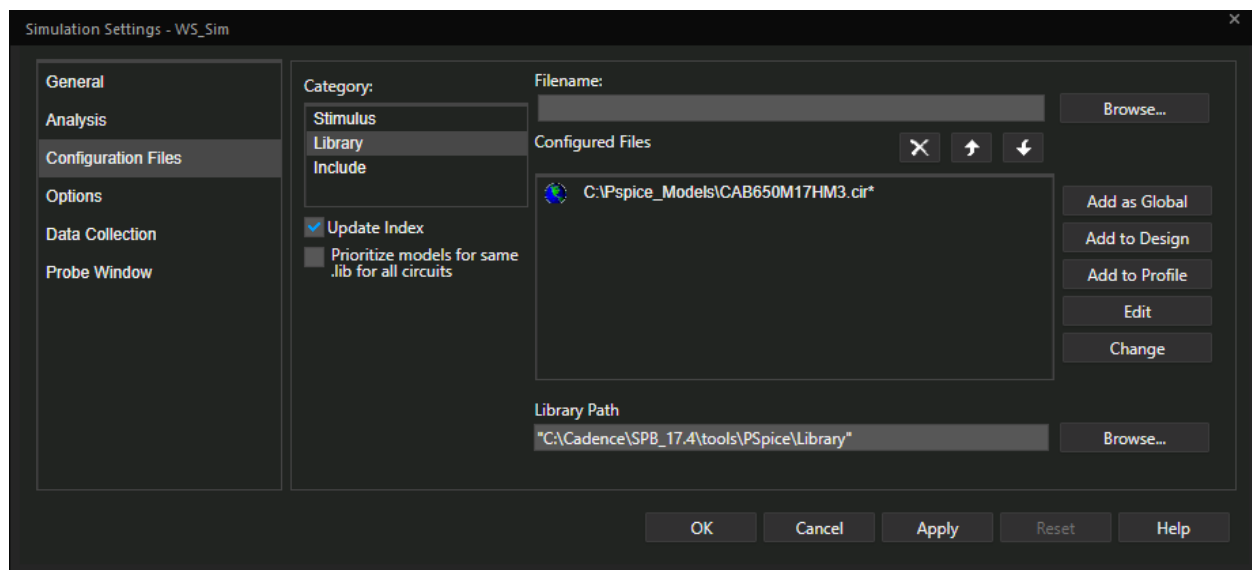 Simulation Settings - WS_Sim
General
Analysis
Configuration Files
Options
Data Collection
Probe Window
Category:
Stimulus
Library
Include
Update Index
Prioritize models for same
.lib for all circuits
Filename:
Browse...
Configured Files
C:\Pspice_Models\CAB650M17HM3.cir*
Add as Global
Add to Design
Add to Profile
Edit
Change
Library Path
"C:\Cadence\SPB_17.4\tools\PSpice\Library"
Browse...
OK
Cancel
Apply
Reset
Help